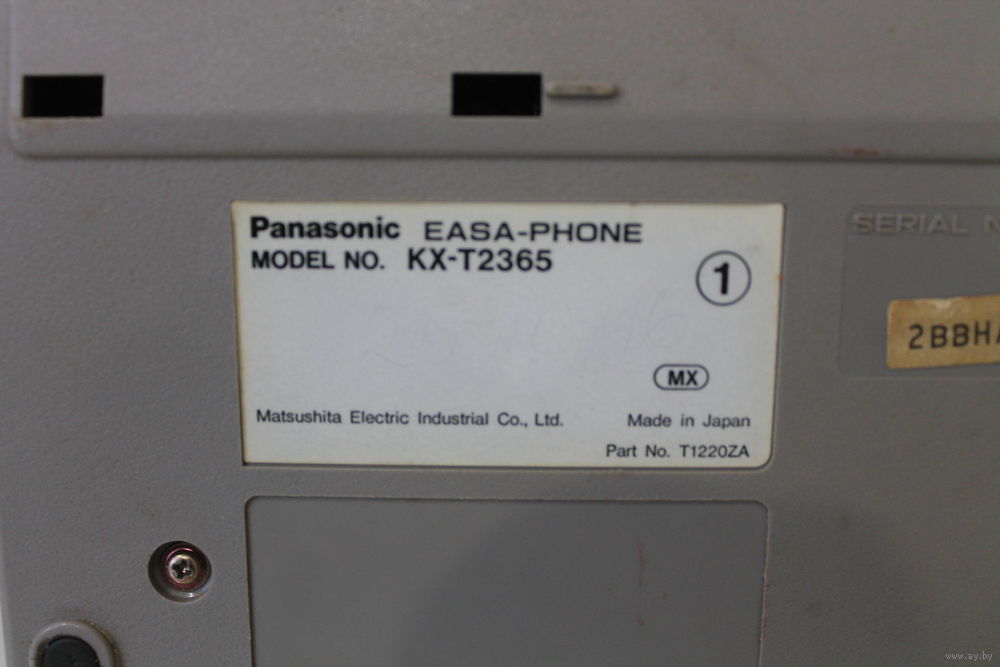 Panasonic EASA-PHONE
MODEL NO. KX-T2365
1
SERIAL N
2BBHA
MX
Matsushita Electric Industrial Co., Ltd. Made in Japan
Part No. T1220ZA
www.ay.by